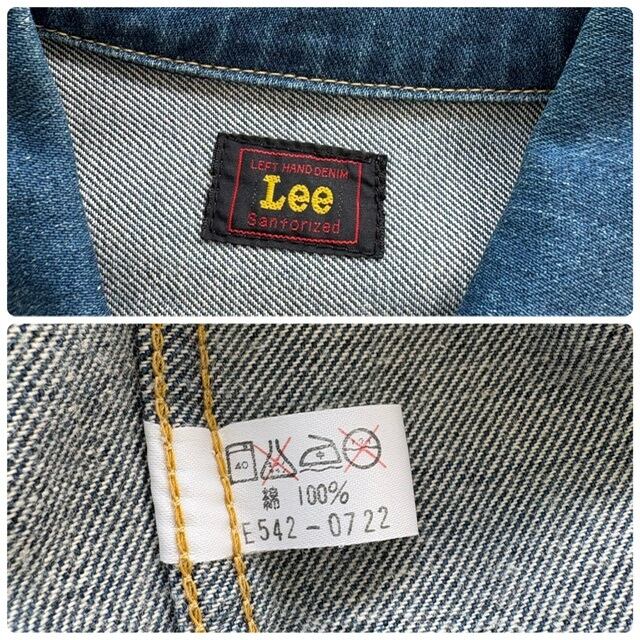 LEFT HAND DENIM
Lee
Sanforized
40
綿 100%
E542-0722